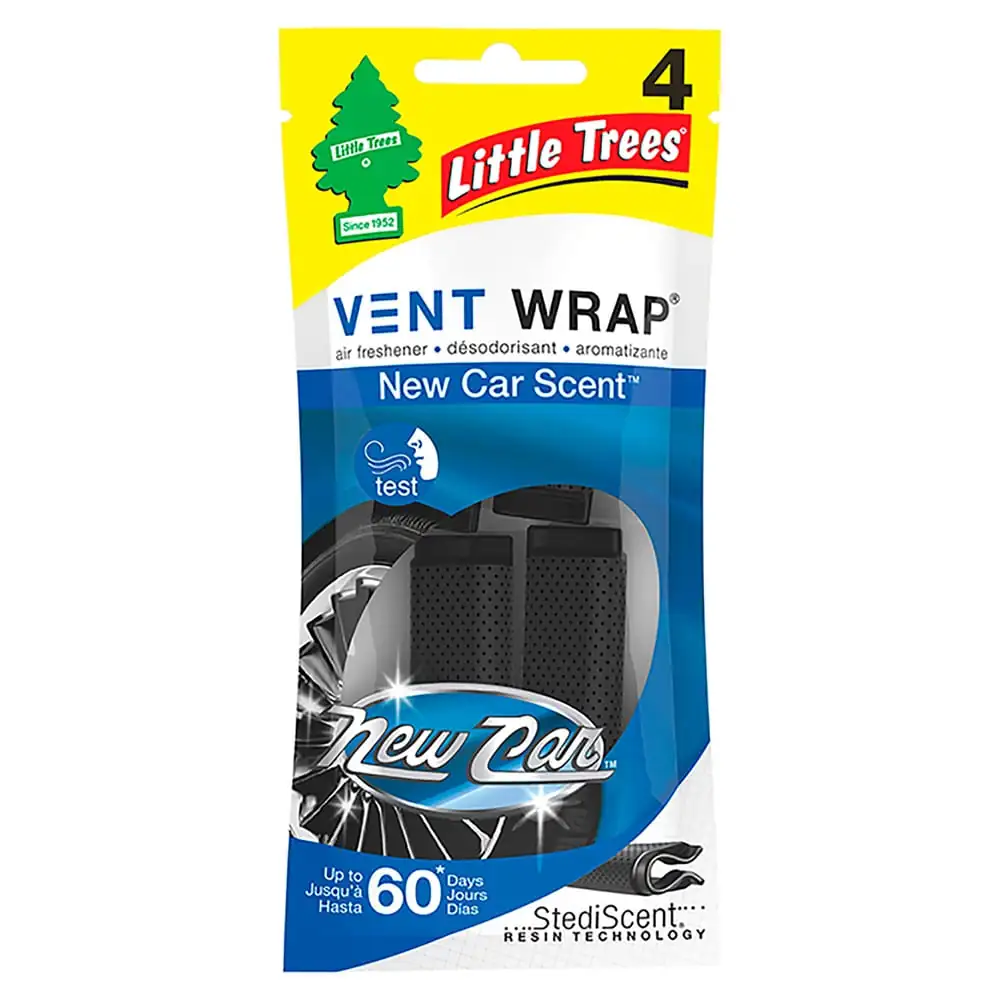 4
Little Trees
Since 1952
Little Trees®
VENT WRAP®
air freshener • désodorisant • aromatizante
New Car Scent™
test
New Car™
Up to
Jusqu'à
Hasta
60*
Days
Jours
Días
StediScent®
RESIN TECHNOLOGY